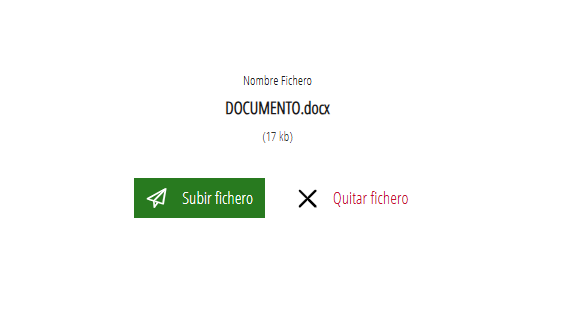 Nombre Fichero
DOCUMENTO.docx
(17 kb)
Subir fichero
Quitar fichero